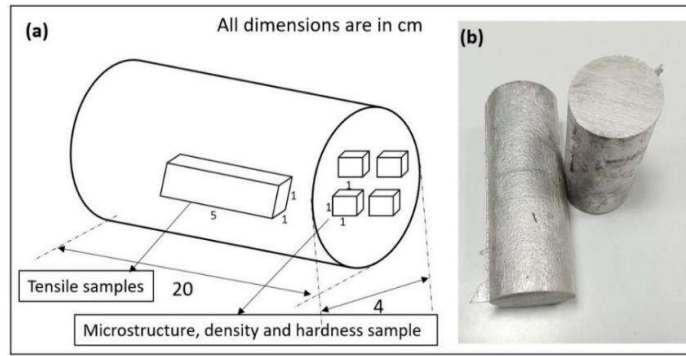 (a)
All dimensions are in cm
(b)
1
1
1
5
1
1
1
Tensile samples
20
4
Microstructure, density and hardness sample